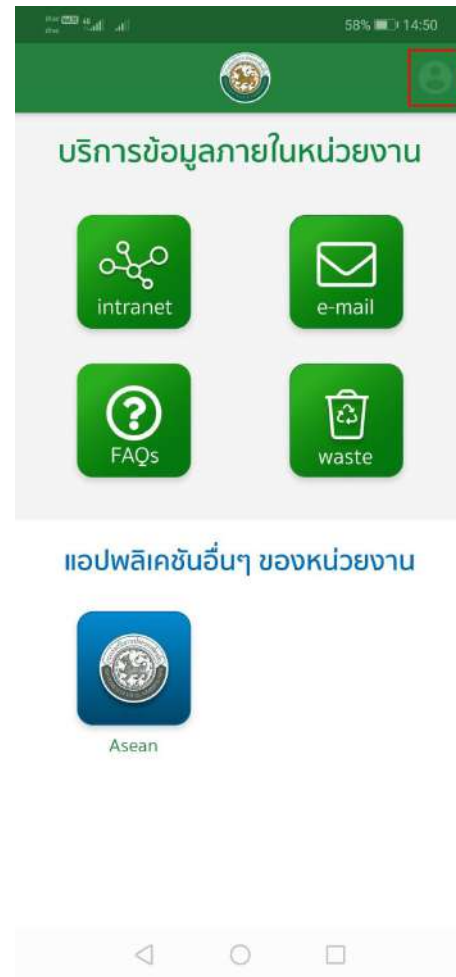 58% 14:50
บริการข้อมูลภายในหน่วยงาน
intranet
e-mail
FAQs
waste
แอปพลิเคชันอื่นๆ ของหน่วยงาน
Asean